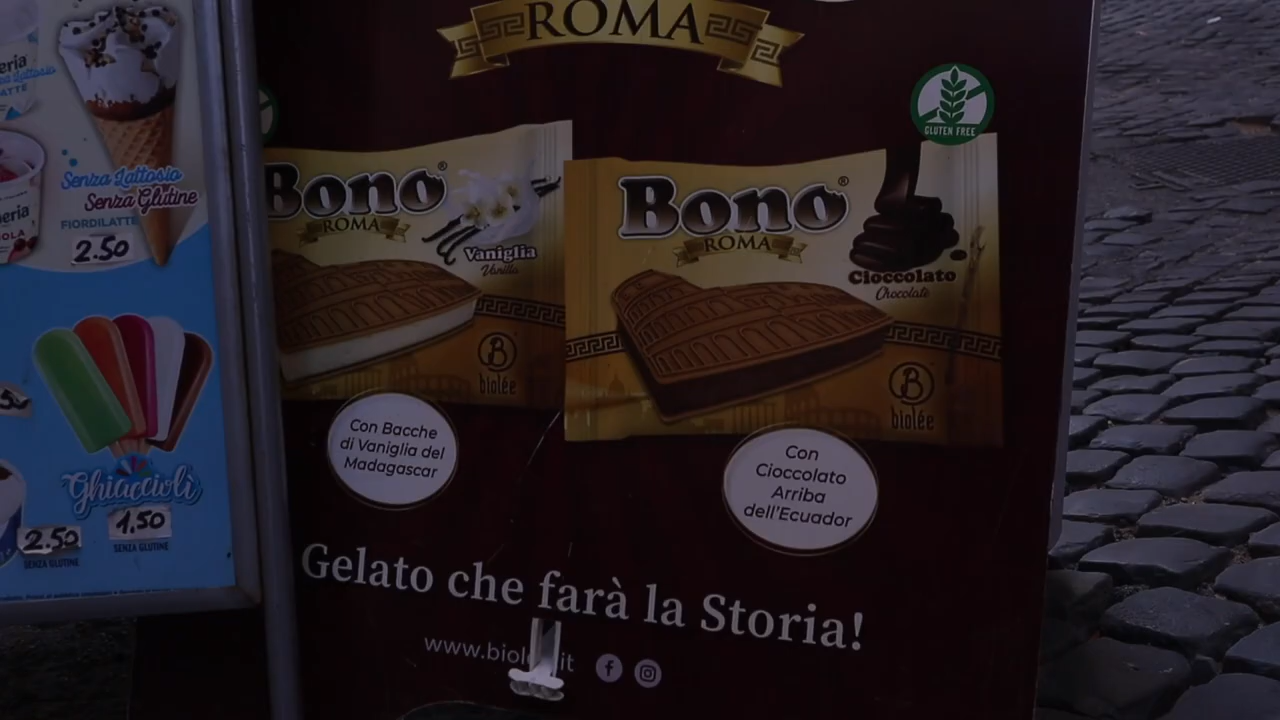 ROMA
GLUTEN FREE
Bono®
ROMA
Vaniglia
Vanilla
B
biolée
Con Bacche
di Vaniglia del
Madagascar
Bono®
ROMA
Cioccolato
Chocolate
B
biolée
Con
Cioccolato
Arriba
dell'Ecuador
Gelato che farà la Storia!
Senza Lattosio
Senza Glutine
FIORDILATTE
2.50
Ghiaccioli
1,50
SENZA GLUTINE
2.50
SENZA GLUTINE